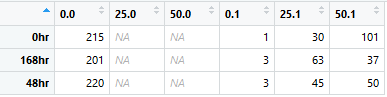 0.0 25.0 50.0 0.1 25.1 50.1
0hr 215 NA NA 1 30 101
168hr 201 NA NA 3 63 37
48hr 220 NA NA 3 45 50